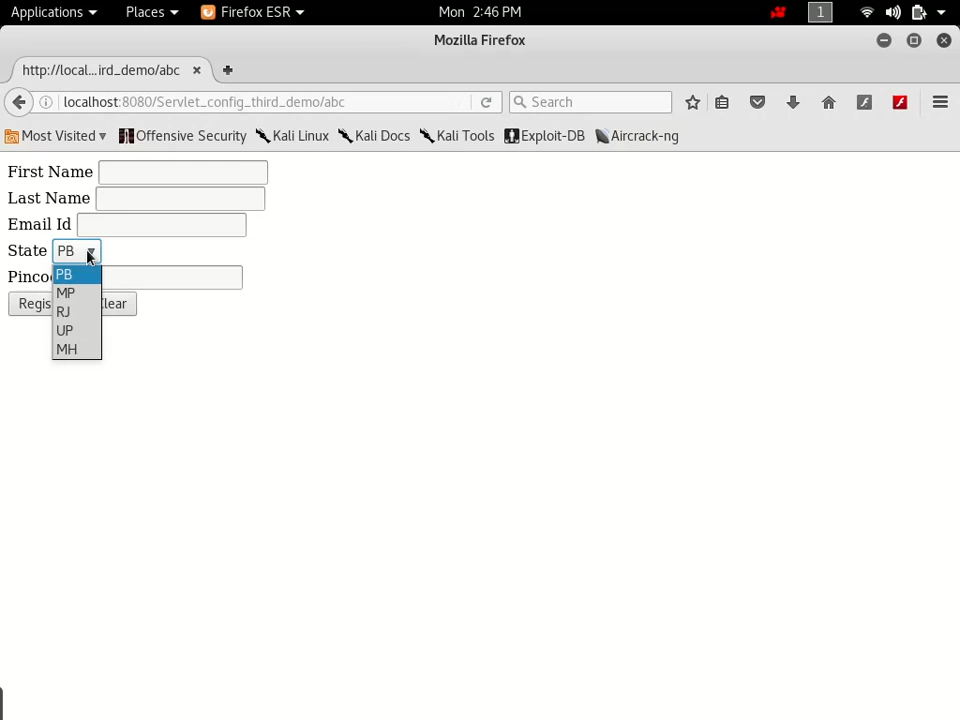 Applications Places Firefox ESR Mon 2:46 PM 1
Mozilla Firefox
http://local...ird_demo/abc
localhost:8080/Servlet_config_third_demo/abc Search
Most Visited Offensive Security Kali Linux Kali Docs Kali Tools Exploit-DB Aircrack-ng
First Name
Last Name
Email Id
State PB
PB
MP
RJ
UP
MH